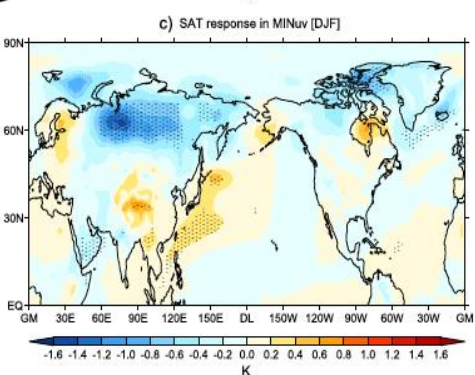 c) SAT response in MINuv [DJF]
90N
60N
30N
EQ
GM 30E 60E 90E 120E 150E DL 150W 120W 90W 60W 30W GM
-1.6 -1.4 -1.2 -1.0 -0.8 -0.6 -0.4 -0.2 0.0 0.2 0.4 0.6 0.8 1.0 1.2 1.4 1.6
K